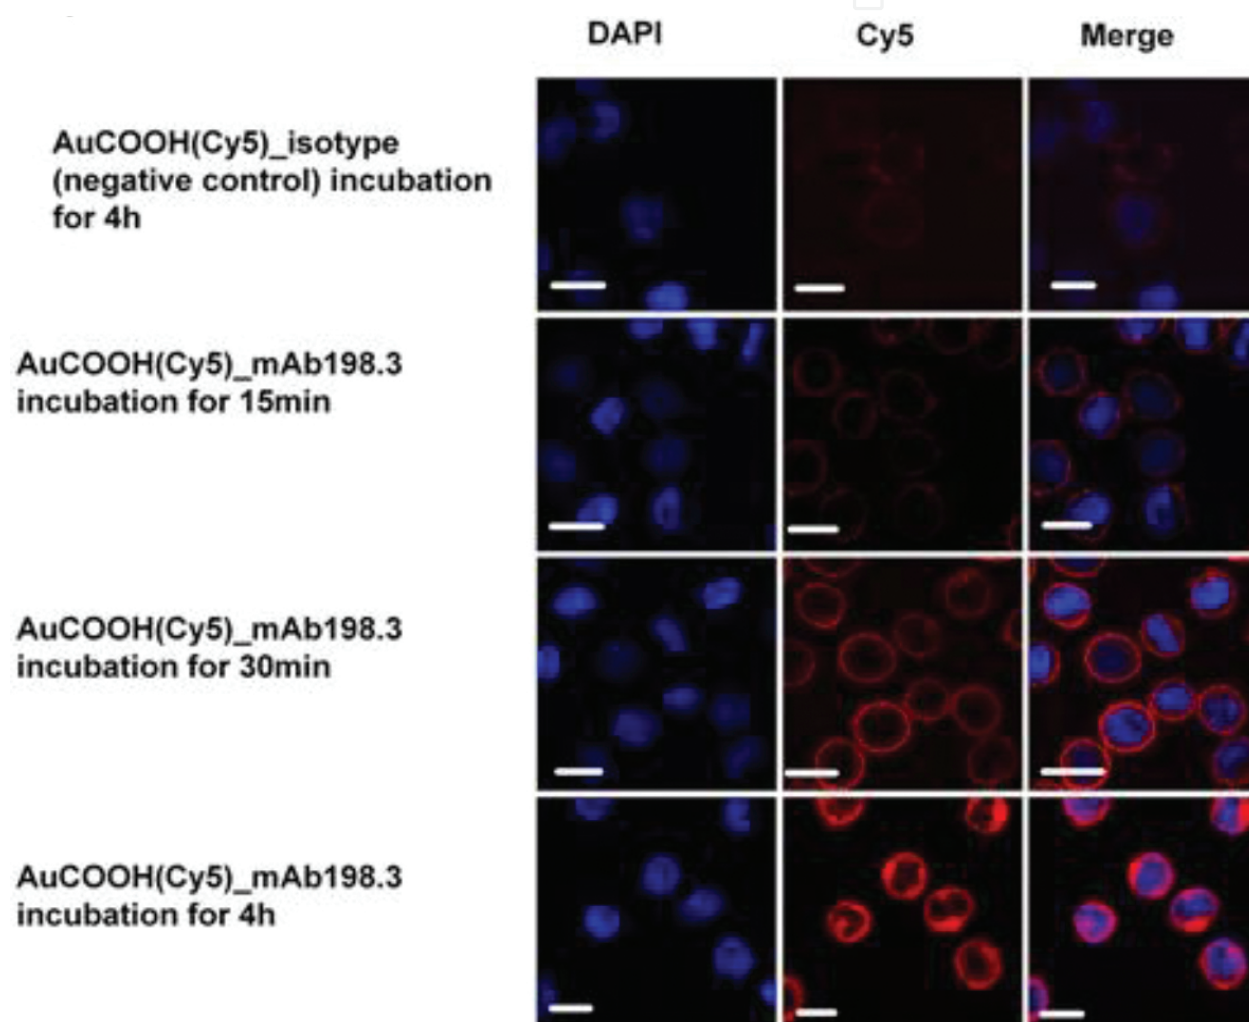 DAPI Cy5 Merge
AuCOOH(Cy5)_isotype
(negative control) incubation
for 4h
AuCOOH(Cy5)_mAb198.3
incubation for 15min
AuCOOH(Cy5)_mAb198.3
incubation for 30min
AuCOOH(Cy5)_mAb198.3
incubation for 4h